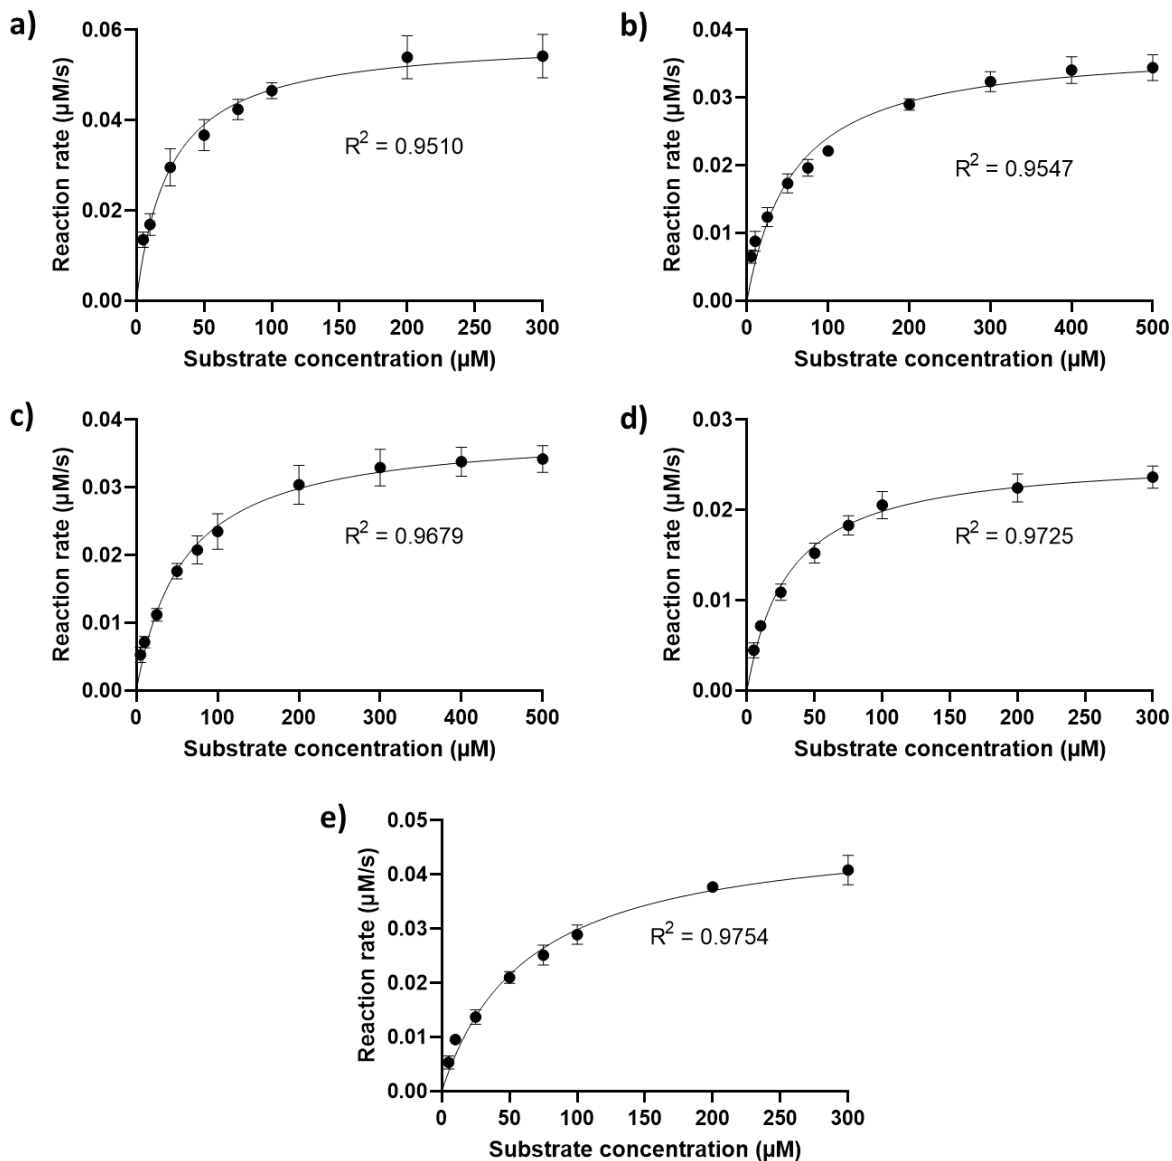 a)
0.06
0.04
0.02
0.00
Reaction rate (µM/s)
R² = 0.9510
0 50 100 150 200 250 300
Substrate concentration (µM)
b)
0.04
0.03
0.02
0.01
0.00
Reaction rate (µM/s)
R² = 0.9547
0 100 200 300 400 500
Substrate concentration (µM)
c)
0.04
0.03
0.02
0.01
0.00
Reaction rate (µM/s)
R² = 0.9679
0 100 200 300 400 500
Substrate concentration (µM)
d)
0.03
0.02
0.01
0.00
Reaction rate (µM/s)
R² = 0.9725
0 50 100 150 200 250 300
Substrate concentration (µM)
e)
0.05
0.04
0.03
0.02
0.01
0.00
Reaction rate (µM/s)
R² = 0.9754
0 50 100 150 200 250 300
Substrate concentration (µM)